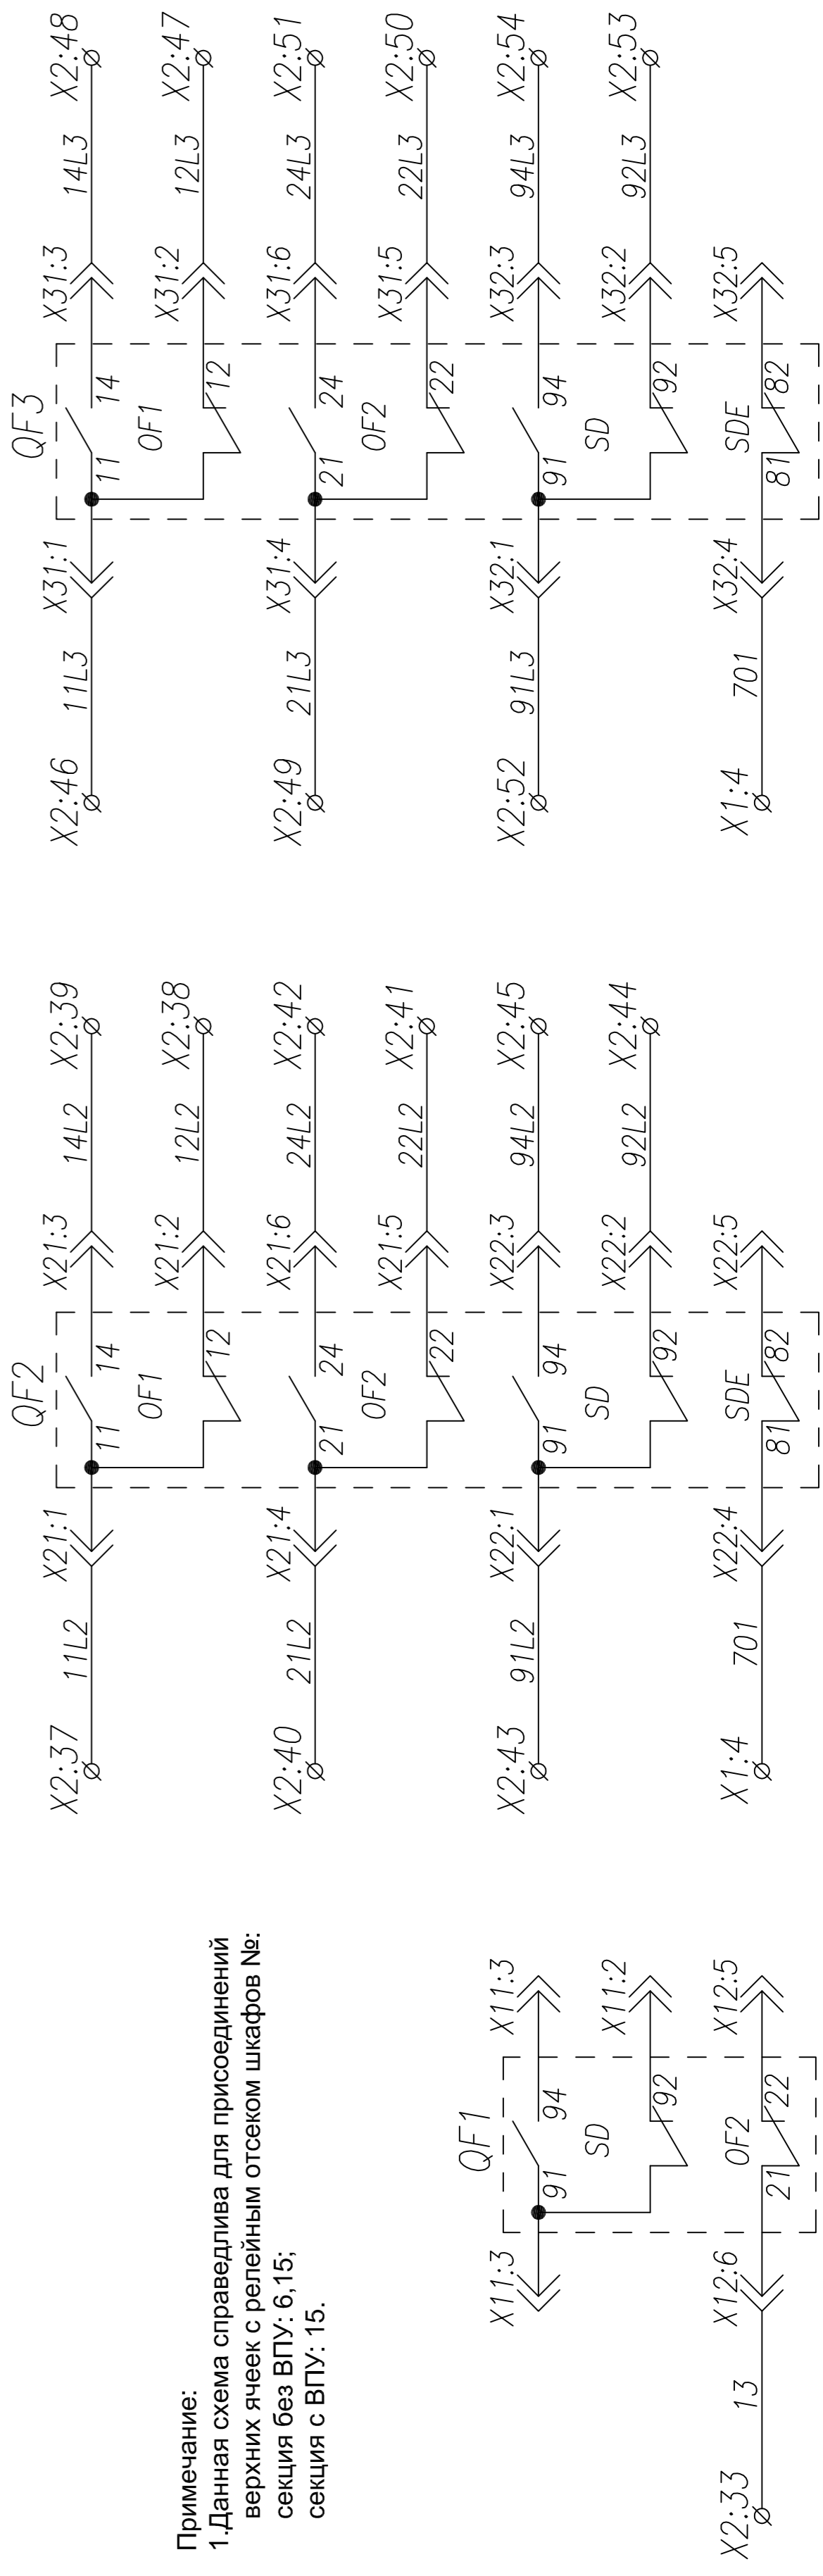 Примечание:
1.Данная схема справедлива для присоединений
верхних ячеек с релейным отсеком шкафов №:
секция без ВПУ: 6,15;
секция с ВПУ: 15.
QF1
X11:3 91 94 X11:3
SD
92 X11:2
OF2
X2:33 13 X12:6 21 22 X12:5
QF2
X2:37 11L2 X21:1 11 14 X21:3 14L2 X2:39
OF1
12 X21:2 12L2 X2:38
X2:40 21L2 X21:4 21 24 X21:6 24L2 X2:42
OF2
22 X21:5 22L2 X2:41
X2:43 91L2 X22:1 91 94 X22:3 94L2 X2:45
SD
92 X22:2 92L2 X2:44
SDE
X1:4 701 X22:4 81 82 X22:5
QF3
X2:46 11L3 X31:1 11 14 X31:3 14L3 X2:48
OF1
12 X31:2 12L3 X2:47
X2:49 21L3 X31:4 21 24 X31:6 24L3 X2:51
OF2
22 X31:5 22L3 X2:50
X2:52 91L3 X32:1 91 94 X32:3 94L3 X2:54
SD
92 X32:2 92L3 X2:53
SDE
X1:4 701 X32:4 81 82 X32:5